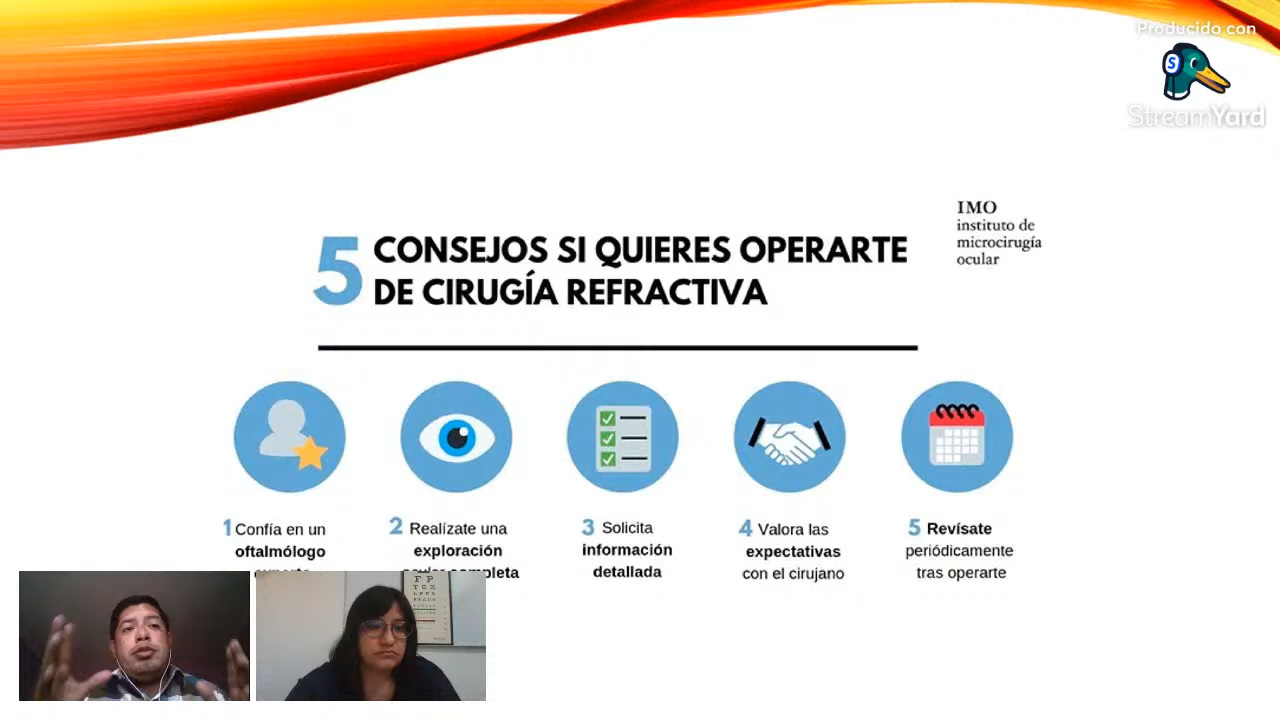 Producido con
S
StreamYard
IMO
instituto de
microcirugía
ocular
5 CONSEJOS SI QUIERES OPERARTE
DE CIRUGÍA REFRACTIVA
1 Confía en un
oftalmólogo
2 Realízate una
exploración
ocular completa
3 Solicita
información
detallada
4 Valora las
expectativas
con el cirujano
5 Revísate
periódicamente
tras operarte
F P